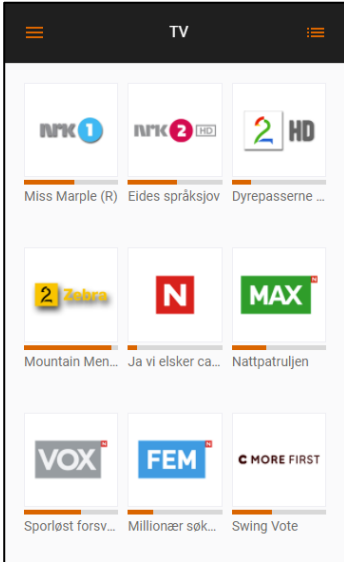 TV
nrk 1 nrk 2 HD 2 HD
Miss Marple (R) Eides språksjov Dyrepasserne ...
2 Zebra N MAX N
Mountain Men... Ja vi elsker ca... Nattpatruljen
VOX N FEM N C MORE FIRST
Sporløst forsv... Millionær søk... Swing Vote